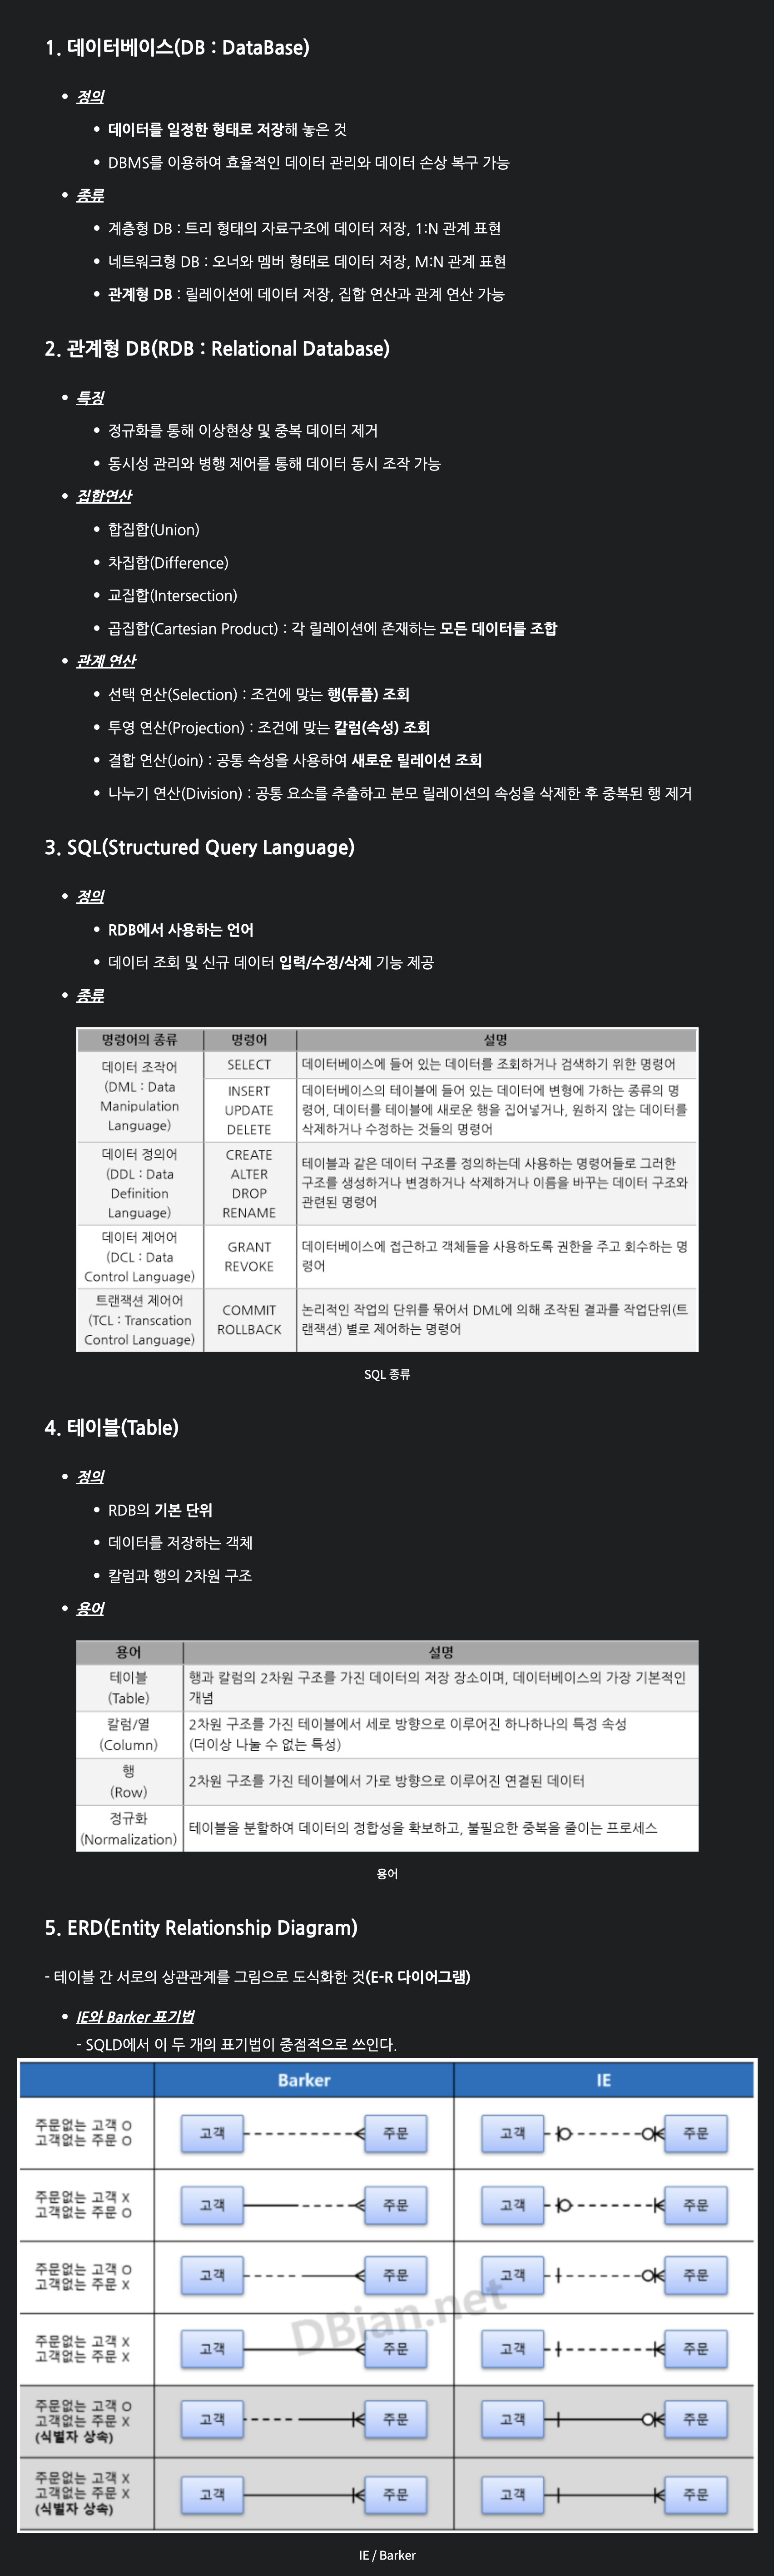 1. 데이터베이스(DB : DataBase)
• 정의
• 데이터를 일정한 형태로 저장해 놓은 것
• DBMS를 이용하여 효율적인 데이터 관리와 데이터 손상 복구 가능
• 종류
• 계층형 DB : 트리 형태의 자료구조에 데이터 저장, 1:N 관계 표현
• 네트워크형 DB : 오너와 멤버 형태로 데이터 저장, M:N 관계 표현
• 관계형 DB : 릴레이션에 데이터 저장, 집합 연산과 관계 연산 가능
2. 관계형 DB(RDB : Relational Database)
• 특징
• 정규화를 통해 이상현상 및 중복 데이터 제거
• 동시성 관리와 병행 제어를 통해 데이터 동시 조작 가능
• 집합연산
• 합집합(Union)
• 차집합(Difference)
• 교집합(Intersection)
• 곱집합(Cartesian Product) : 각 릴레이션에 존재하는 모든 데이터를 조합
• 관계 연산
• 선택 연산(Selection) : 조건에 맞는 행(튜플) 조회
• 투영 연산(Projection) : 조건에 맞는 칼럼(속성) 조회
• 결합 연산(Join) : 공통 속성을 사용하여 새로운 릴레이션 조회
• 나누기 연산(Division) : 공통 요소를 추출하고 분모 릴레이션의 속성을 삭제한 후 중복된 행 제거
3. SQL(Structured Query Language)
• 정의
• RDB에서 사용하는 언어
• 데이터 조회 및 신규 데이터 입력/수정/삭제 기능 제공
• 종류
명령어의 종류 명령어 설명
데이터 조작어
(DML : Data
Manipulation
Language)
SELECT
데이터베이스에 들어 있는 데이터를 조회하거나 검색하기 위한 명령어
INSERT
UPDATE
DELETE
데이터베이스의 테이블에 들어 있는 데이터에 변형에 가하는 종류의 명
령어, 데이터를 테이블에 새로운 행을 집어넣거나, 원하지 않는 데이터를
삭제하거나 수정하는 것들의 명령어
데이터 정의어
(DDL : Data
Definition
Language)
CREATE
ALTER
DROP
RENAME
테이블과 같은 데이터 구조를 정의하는데 사용하는 명령어들로 그러한
구조를 생성하거나 변경하거나 삭제하거나 이름을 바꾸는 데이터 구조와
관련된 명령어
데이터 제어어
(DCL : Data
Control Language)
GRANT
REVOKE
데이터베이스에 접근하고 객체들을 사용하도록 권한을 주고 회수하는 명
령어
트랜잭션 제어어
(TCL : Transcation
Control Language)
COMMIT
ROLLBACK
논리적인 작업의 단위를 묶어서 DML에 의해 조작된 결과를 작업단위(트
랜잭션) 별로 제어하는 명령어
SQL 종류
4. 테이블(Table)
• 정의
• RDB의 기본 단위
• 데이터를 저장하는 객체
• 칼럼과 행의 2차원 구조
• 용어
용어 설명
테이블
(Table)
행과 칼럼의 2차원 구조를 가진 데이터의 저장 장소이며, 데이터베이스의 가장 기본적인
개념
칼럼/열
(Column)
2차원 구조를 가진 테이블에서 세로 방향으로 이루어진 하나하나의 특정 속성
(더이상 나눌 수 없는 특성)
행
(Row)
2차원 구조를 가진 테이블에서 가로 방향으로 이루어진 연결된 데이터
정규화
(Normalization)
테이블을 분할하여 데이터의 정합성을 확보하고, 불필요한 중복을 줄이는 프로세스
용어
5. ERD(Entity Relationship Diagram)
- 테이블 간 서로의 상관관계를 그림으로 도식화한 것(E-R 다이어그램)
• IE와 Barker 표기법
- SQLD에서 이 두 개의 표기법이 중점적으로 쓰인다.
Barker IE
주문없는 고객 O
고객없는 주문 O
고객 주문 고객 주문
주문없는 고객 X
고객없는 주문 O
고객 주문 고객 주문
주문없는 고객 O
고객없는 주문 X
고객 주문 고객 주문
DBian.net
주문없는 고객 X
고객없는 주문 X
고객 주문 고객 주문
주문없는 고객 O
고객없는 주문 X
(식별자 상속)
고객 주문 고객 주문
주문없는 고객 X
고객없는 주문 X
(식별자 상속)
고객 주문 고객 주문
IE / Barker